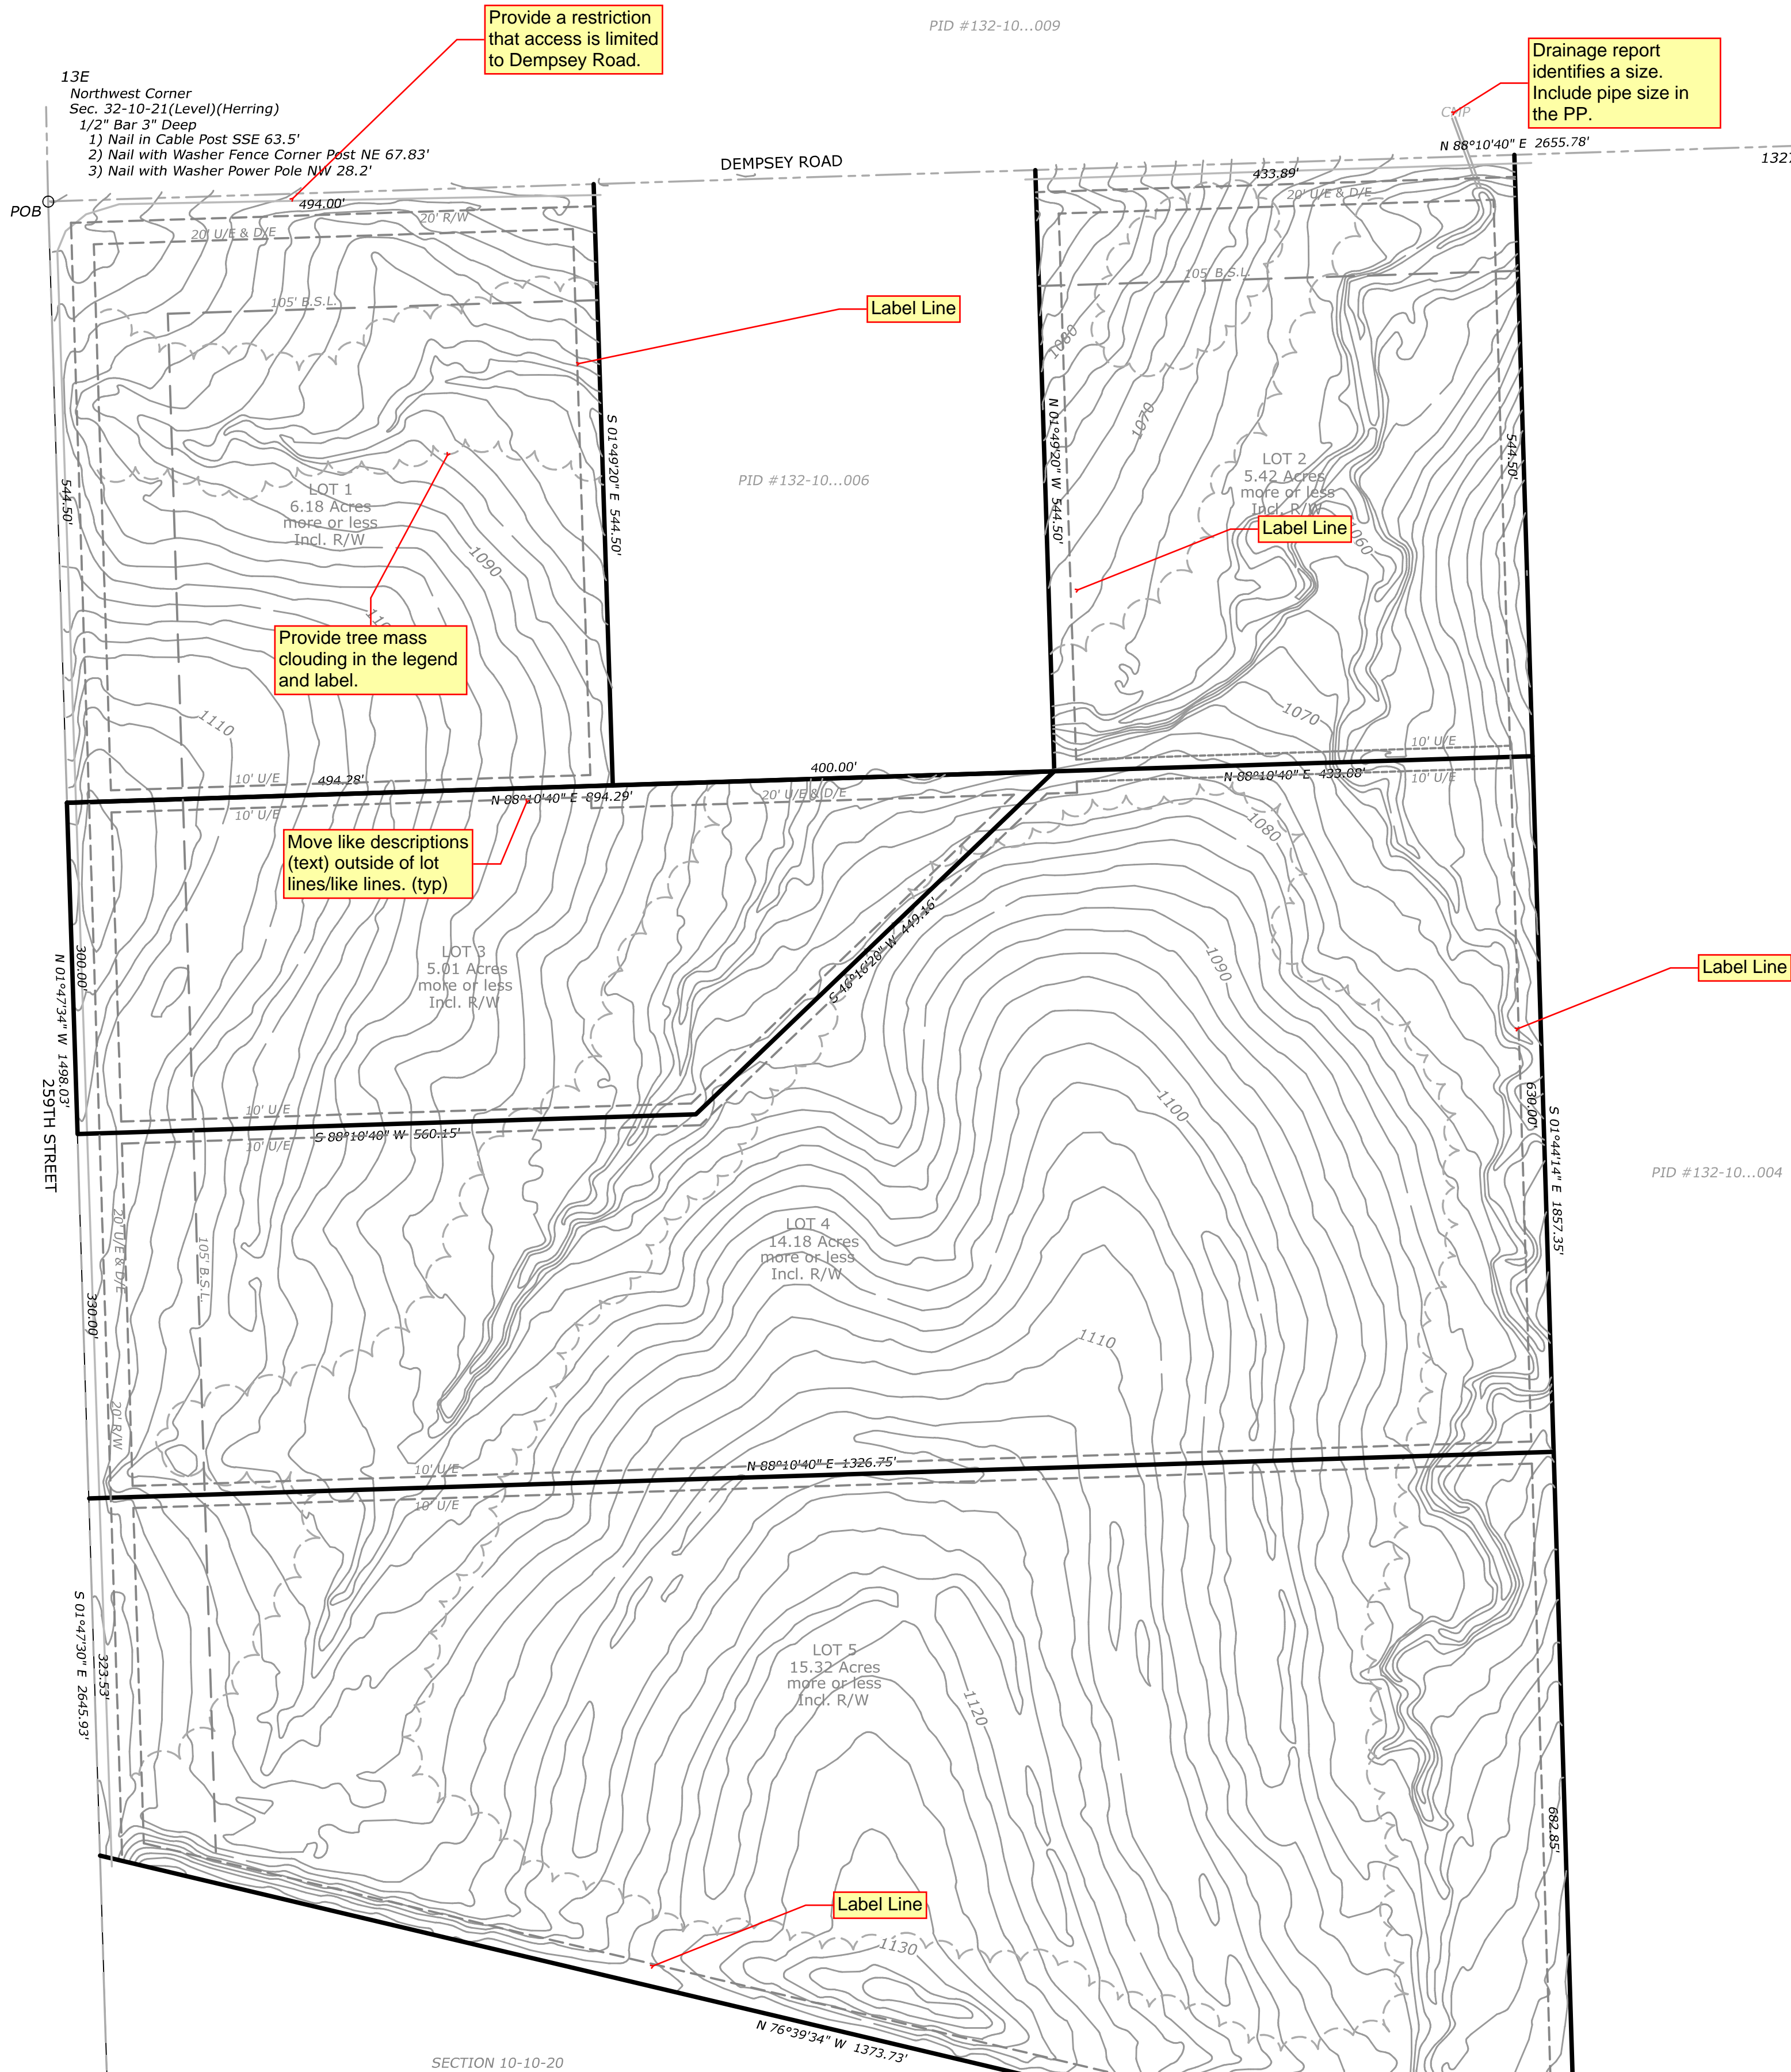 Provide a restriction
that access is limited
to Dempsey Road.
PID #132-10...009
Drainage report
identifies a size.
Include pipe size in
the PP.
13E
Northwest Corner
Sec. 32-10-21(Level)(Herring)
1/2" Bar 3" Deep
1) Nail in Cable Post SSE 63.5'
2) Nail with Washer Fence Corner Post NE 67.83'
3) Nail with Washer Power Pole NW 28.2'
CMP
DEMPSEY ROAD
N 88°10'40" E  2655.78'
POB
494.00'
433.89'
20' R/W
20' U/E & D/E
20' U/E & D/E
105' B.S.L.
105' B.S.L.
Label Line
1080
1070
S 01°49'20" E  544.50'
N 01°49'20" W  544.50'
544.50'
544.50'
PID #132-10...006
LOT 1
6.18 Acres
more or less
Incl. R/W
LOT 2
5.42 Acres
more or less
Incl. R/W
Label Line
1060
1090
Provide tree mass
clouding in the legend
and label.
1110
1070
10' U/E
10' U/E
494.28'
400.00'
N 88°10'40" E  433.08'
N 88°10'40" E  894.29'
20' U/E & D/E
10' U/E
10' U/E
1080
Move like descriptions
(text) outside of lot
lines/like lines. (typ)
S 46°16'20" W  449.16'
LOT 3
5.01 Acres
more or less
Incl. R/W
300.00'
N 01°47'34" W  1498.03'
259TH STREET
1090
Label Line
1100
630.00'
S 01°44'14" E  1857.35'
10' U/E
S 88°10'40" W  560.15'
10' U/E
PID #132-10...004
20' U/E & D/E
105' B.S.L.
LOT 4
14.18 Acres
more or less
Incl. R/W
330.00'
1110
20' R/W
10' U/E
N 88°10'40" E  1326.75'
10' U/E
S 01°47'30" E  2645.93'
323.53'
LOT 5
15.32 Acres
more or less
Incl. R/W
1120
682.85'
Label Line
1130
N 76°39'34" W  1373.73'
SECTION 10-10-20